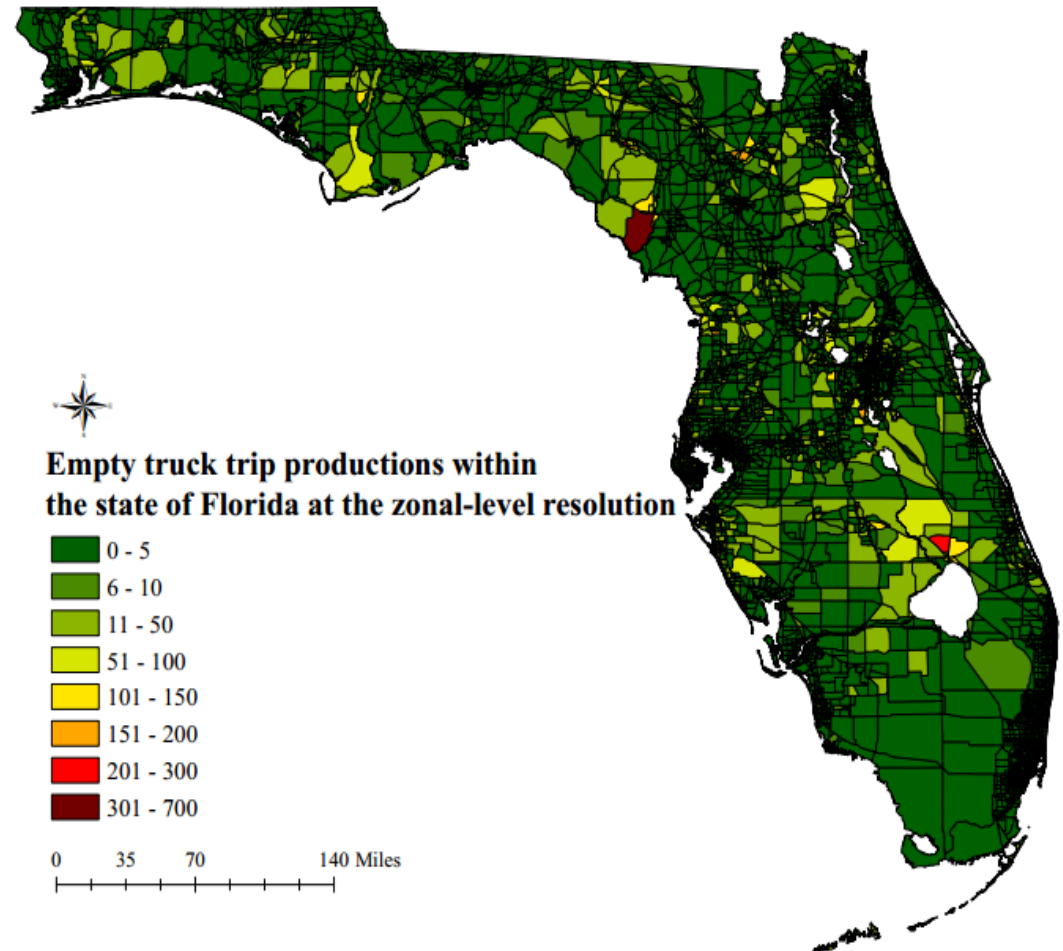 N
Empty truck trip productions within
the state of Florida at the zonal-level resolution
0 - 5
6 - 10
11 - 50
51 - 100
101 - 150
151 - 200
201 - 300
301 - 700
0 35 70 140 Miles